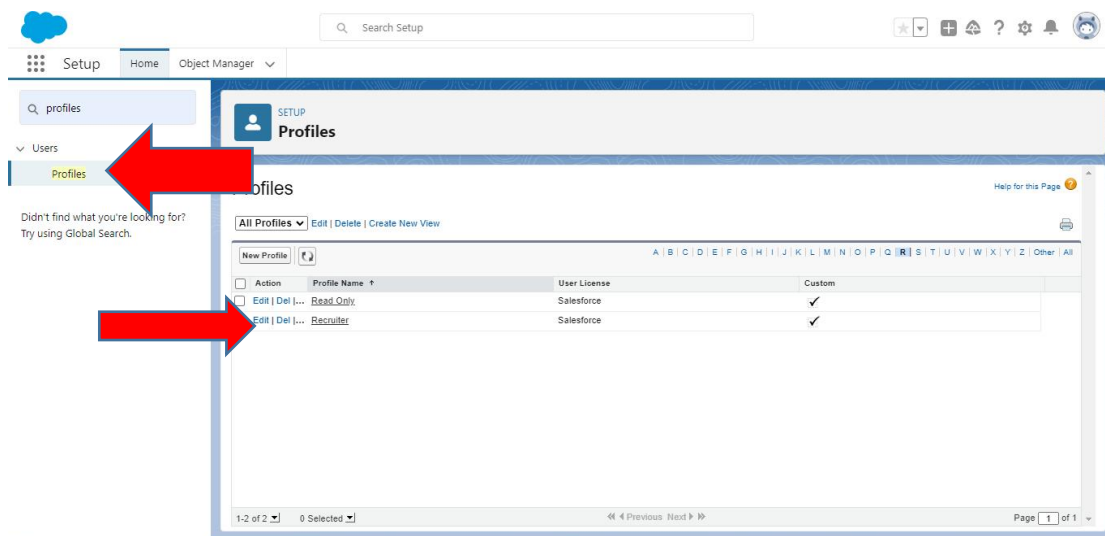 Search Setup
Setup Home Object Manager
profiles
Users
Profiles
Didn't find what you're looking for?
Try using Global Search.
SETUP
Profiles
ofiles
Help for this Page
All Profiles Edit | Delete | Create New View
New Profile
A | B | C | D | E | F | G | H | I | J | K | L | M | N | O | P | Q | R | S | T | U | V | W | X | Y | Z | Other | All
Action Profile Name ↑ User License Custom
Edit | Del |... Read Only Salesforce ✓
Edit | Del |... Recruiter Salesforce ✓
1-2 of 2 0 Selected Previous Next Page 1 of 1